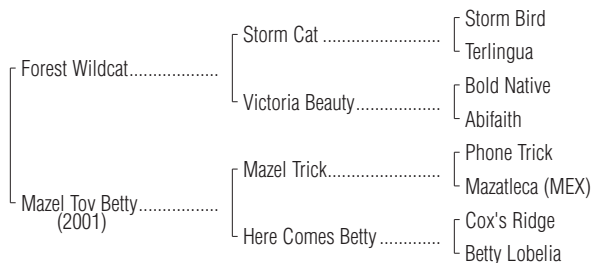 Storm Bird
Storm Cat ........................
Terlingua
Forest Wildcat..................
Bold Native
Victoria Beauty.................
Abifaith
Phone Trick
Mazel Trick.......................
Mazatleca (MEX)
Mazel Tov Betty................
(2001)
Cox's Ridge
Here Comes Betty ............
Betty Lobelia